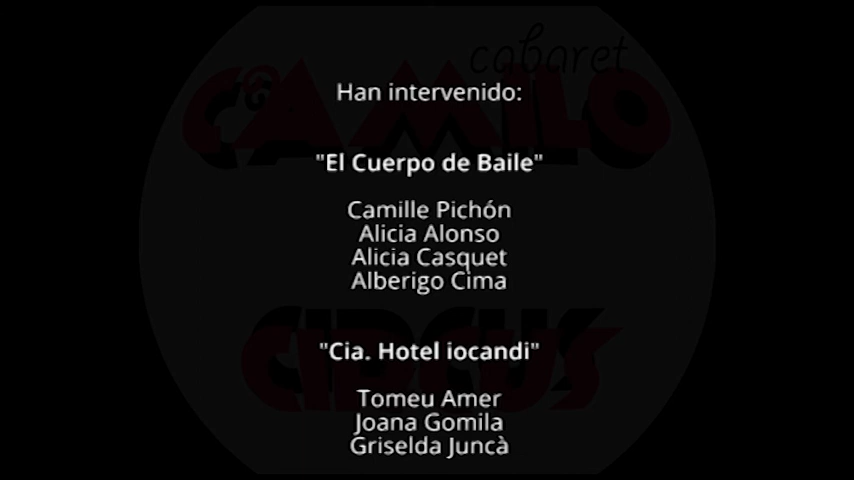 cabaret
CAMILO
Han intervenido:
"El Cuerpo de Baile"
Camille Pichón
Alicia Alonso
Alicia Casquet
Alberigo Cima
CIRCUS
"Cia. Hotel iocandi"
Tomeu Amer
Joana Gomila
Griselda Juncà